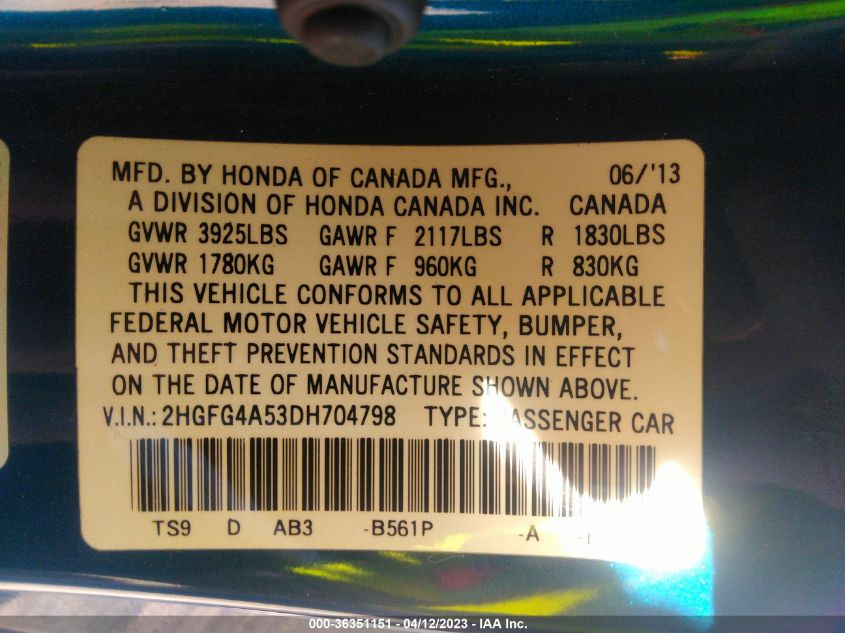 MFD. BY HONDA OF CANADA MFG., 06/'13
A DIVISION OF HONDA CANADA INC. CANADA
GVWR 3925LBS GAWR F 2117LBS R 1830LBS
GVWR 1780KG GAWR F 960KG R 830KG
THIS VEHICLE CONFORMS TO ALL APPLICABLE
FEDERAL MOTOR VEHICLE SAFETY, BUMPER,
AND THEFT PREVENTION STANDARDS IN EFFECT
ON THE DATE OF MANUFACTURE SHOWN ABOVE.
V.I.N.: 2HGFG4A53DH704798 TYPE: PASSENGER CAR
TS9 D AB3 -B561P -A
000-36351151 - 04/12/2023 - IAA Inc.